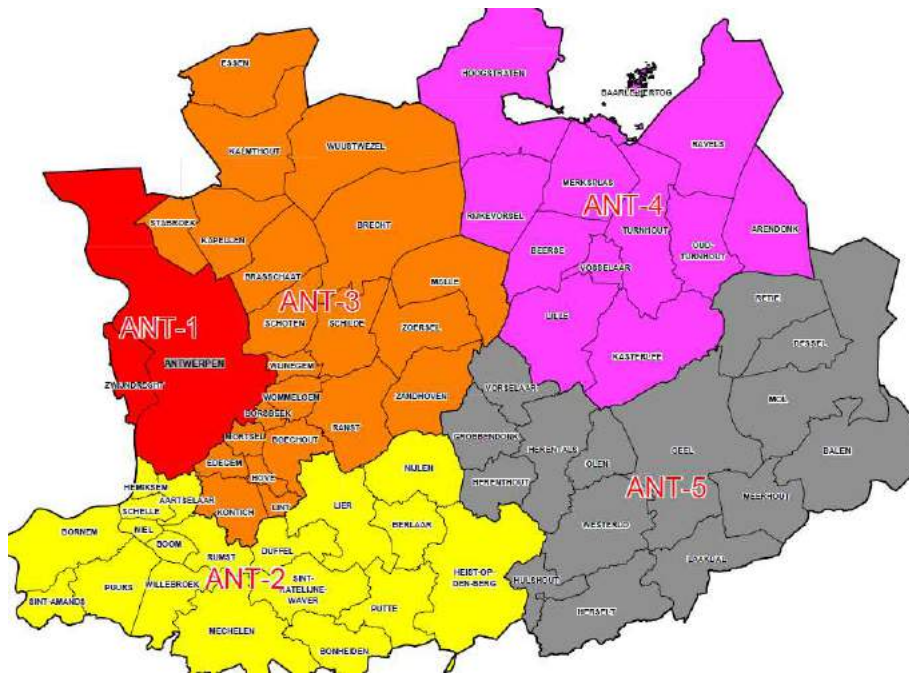 ESSEN
HOOGSTRATEN
BAARLE-HERTOG
KALMTHOUT
WUUSTWEZEL
RAVELS
MERKSPLAS
STABROEK
RIJKEVORSEL
ANT-4
KAPELLEN
BRECHT
TURNHOUT
ARENDONK
BEERSE
OUD-
TURNHOUT
VOSSELAAR
BRASSCHAAT
MALLE
ANT-3
RETIE
ANT-1
SCHOTEN
SCHILDE
ZOERSEL
LILLE
DESSEL
ANTWERPEN
KASTERLEE
WIJNEGEM
ZWIJNDRECHT
VORSELAAR
WOMMELGEM
ZANDHOVEN
MOL
BORSBEEK
RANST
MORTSEL
BOECHOUT
GROBBENDONK
HERENTALS
GEEL
BALEN
EDEGEM
OLEN
NIJLEN
HOVE
HERENTHOUT
ANT-5
HEMIKSEM
AARTSELAAR
LINT
LIER
MEERHOUT
SCHELLE
KONTICH
BERLAAR
WESTERLO
BORNEM
NIEL
BOOM
DUFFEL
RUMST
LAAKDAL
ANT-2
HEIST-OP-
DEN-BERG
HULSHOUT
PUURS
WILLEBROEK
SINT-
KATELIJNE-
WAVER
SINT-AMANDS
PUTTE
HERSELT
MECHELEN
BONHEIDEN